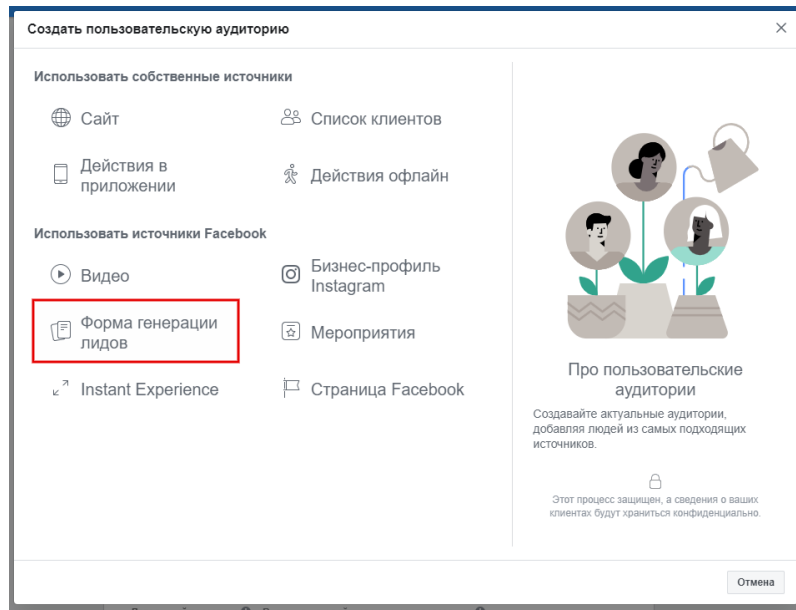 Создать пользовательскую аудиторию
Использовать собственные источники
Сайт
Список клиентов
Действия в
приложении
Действия офлайн
Использовать источники Facebook
Видео
Бизнес-профиль
Instagram
Форма генерации
лидов
Мероприятия
Instant Experience
Страница Facebook
Про пользовательские
аудитории
Создавайте актуальные аудитории,
добавляя людей из самых подходящих
источников.
Этот процесс защищен, а сведения о ваших
клиентах будут храниться конфиденциально.
Отмена